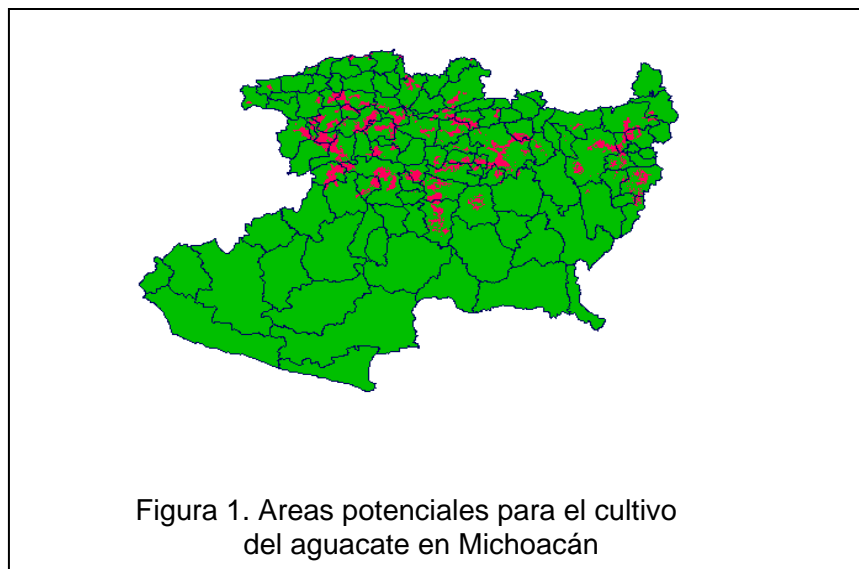 Figura 1. Areas potenciales para el cultivo
del aguacate en Michoacán